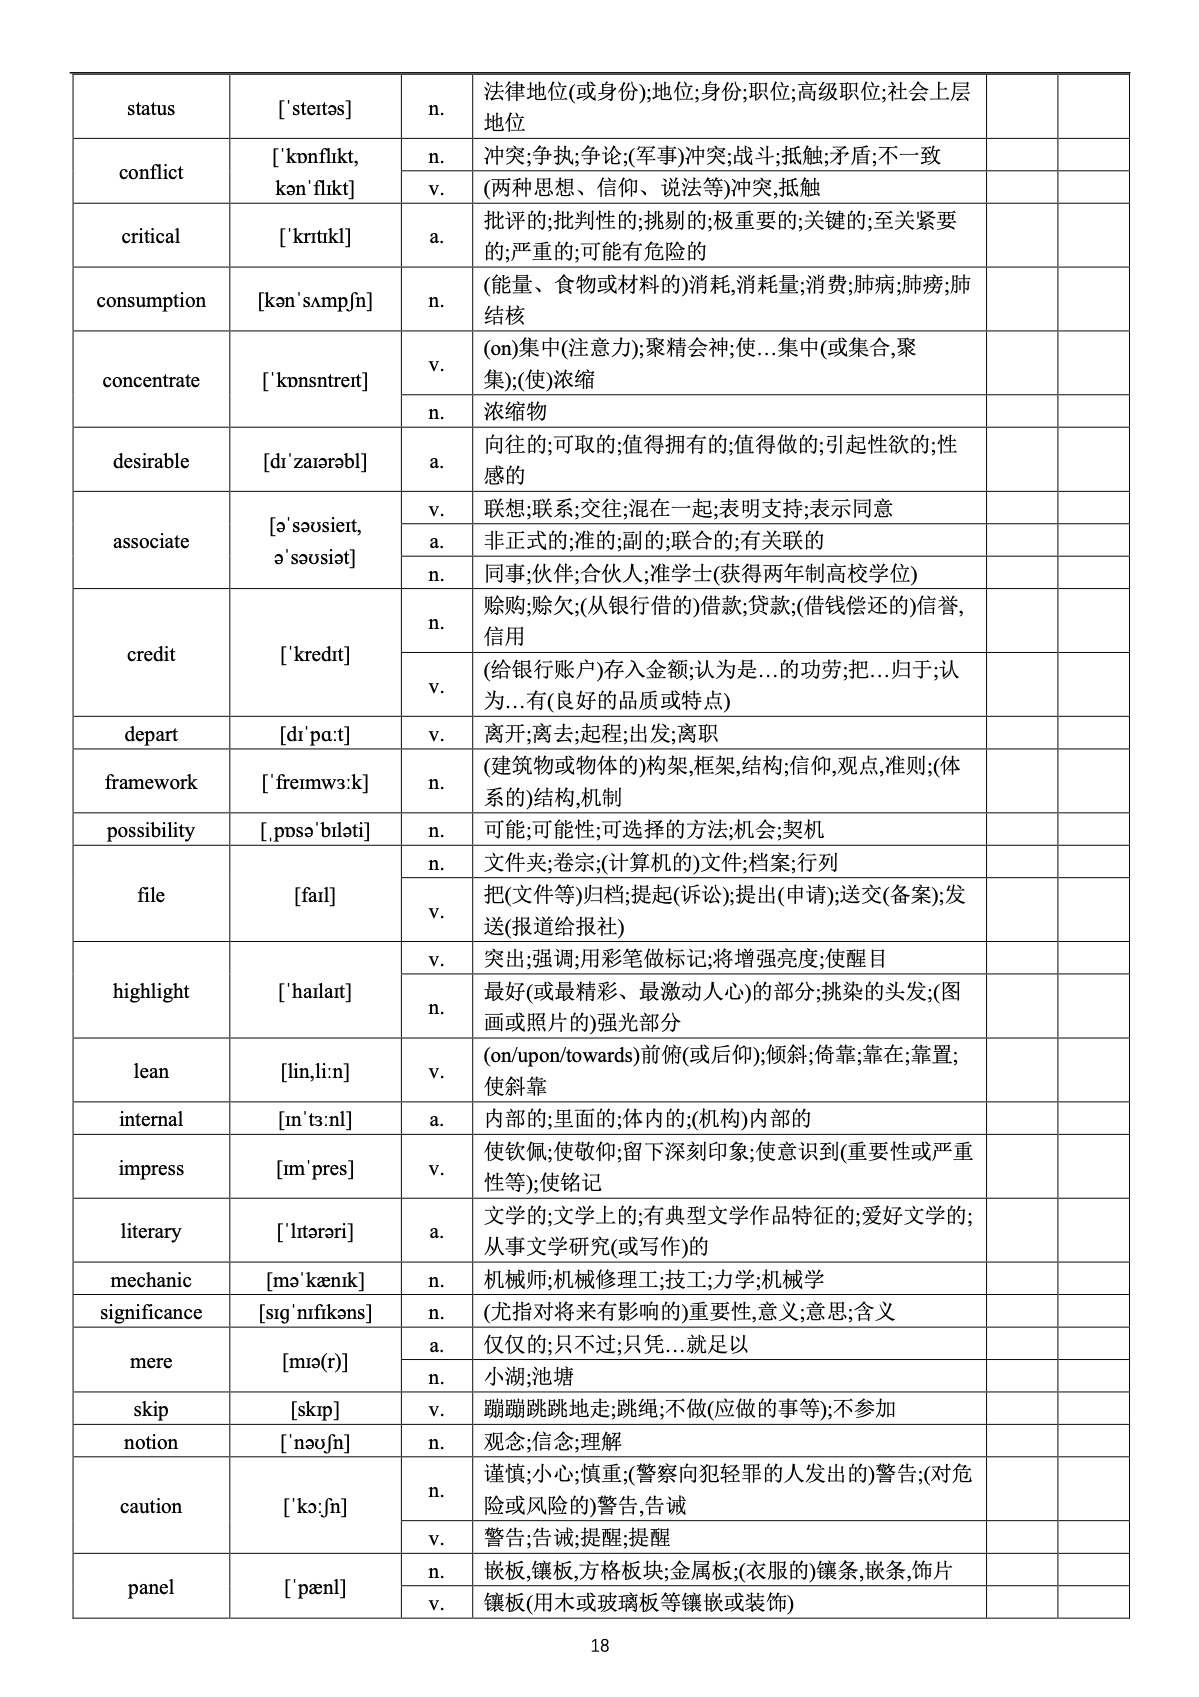 status [ˈsteɪtəs] n. 法律地位(或身份);地位;身份;职位;高级职位;社会上层
地位
conflict [ˈkɒnflɪkt,
kənˈflɪkt] n. 冲突;争执;争论;(军事)冲突;战斗;抵触;矛盾;不一致
v. (两种思想、信仰、说法等)冲突,抵触
critical [ˈkrɪtɪkl] a. 批评的;批判性的;挑剔的;极重要的;关键的;至关紧要
的;严重的;可能有危险的
consumption [kənˈsʌmpʃn] n. (能量、食物或材料的)消耗,消耗量;消费;肺病;肺痨;肺
结核
concentrate [ˈkɒnsntreɪt] v. (on)集中(注意力);聚精会神;使…集中(或集合,聚
集);(使)浓缩
n. 浓缩物
desirable [dɪˈzaɪərəbl] a. 向往的;可取的;值得拥有的;值得做的;引起性欲的;性
感的
associate [əˈsəʊsieɪt,
əˈsəʊsiət] v. 联想;联系;交往;混在一起;表明支持;表示同意
a. 非正式的;准的;副的;联合的;有关联的
n. 同事;伙伴;合伙人;准学士(获得两年制高校学位)
credit [ˈkredɪt] n. 赊购;赊欠;(从银行借的)借款;贷款;(借钱偿还的)信誉,
信用
v. (给银行账户)存入金额;认为是…的功劳;把…归于;认
为…有(良好的品质或特点)
depart [dɪˈpɑːt] v. 离开;离去;起程;出发;离职
framework [ˈfreɪmwɜːk] n. (建筑物或物体的)构架,框架,结构;信仰,观点,准则;(体
系的)结构,机制
possibility [ˌpɒsəˈbɪləti] n. 可能;可能性;可选择的方法;机会;契机
file [faɪl] n. 文件夹;卷宗;(计算机的)文件;档案;行列
v. 把(文件等)归档;提起(诉讼);提出(申请);送交(备案);发
送(报道给报社)
highlight [ˈhaɪlaɪt] v. 突出;强调;用彩笔做标记;将增强亮度;使醒目
n. 最好(或最精彩、最激动人心)的部分;挑染的头发;(图
画或照片的)强光部分
lean [lin,liːn] v. (on/upon/towards)前俯(或后仰);倾斜;倚靠;靠在;靠置;
使斜靠
internal [ɪnˈtɜːnl] a. 内部的;里面的;体内的;(机构)内部的
impress [ɪmˈpres] v. 使钦佩;使敬仰;留下深刻印象;使意识到(重要性或严重
性等);使铭记
literary [ˈlɪtərəri] a. 文学的;文学上的;有典型文学作品特征的;爱好文学的;
从事文学研究(或写作)的
mechanic [məˈkænɪk] n. 机械师;机械修理工;技工;力学;机械学
significance [sɪɡˈnɪfɪkəns] n. (尤指对将来有影响的)重要性,意义;意思;含义
mere [mɪə(r)] a. 仅仅的;只不过;只凭…就足以
n. 小湖;池塘
skip [skɪp] v. 蹦蹦跳跳地走;跳绳;不做(应做的事等);不参加
notion [ˈnəʊʃn] n. 观念;信念;理解
caution [ˈkɔːʃn] n. 谨慎;小心;慎重;(警察向犯轻罪的人发出的)警告;(对危
险或风险的)警告,告诫
v. 警告;告诫;提醒;提醒
panel [ˈpænl] n. 嵌板,镶板,方格板块;金属板;(衣服的)镶条,嵌条,饰片
v. 镶板(用木或玻璃板等镶嵌或装饰)
18